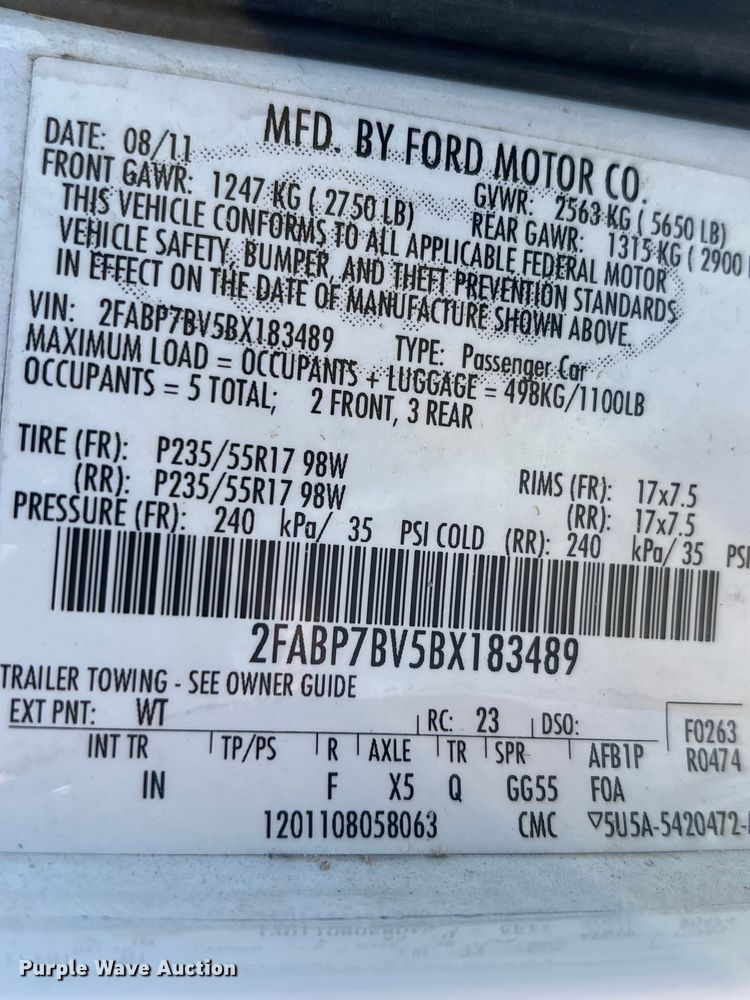 MFD. BY FORD MOTOR CO.
DATE: 08/11 GVWR: 2563 KG ( 5650 LB)
FRONT GAWR: 1247 KG ( 2750 LB) REAR GAWR: 1315 KG ( 2900
THIS VEHICLE CONFORMS TO ALL APPLICABLE FEDERAL MOTOR
VEHICLE SAFETY, BUMPER, AND THEFT PREVENTION STANDARDS
IN EFFECT ON THE DATE OF MANUFACTURE SHOWN ABOVE.
VIN: 2FABP7BV5BX183489 TYPE: Passenger Car
MAXIMUM LOAD = OCCUPANTS + LUGGAGE = 498KG/1100LB
OCCUPANTS = 5 TOTAL; 2 FRONT, 3 REAR
TIRE (FR): P235/55R17 98W RIMS (FR): 17x7.5
(RR): P235/55R17 98W (RR): 17x7.5
PRESSURE (FR): 240 kPa/ 35 PSI COLD (RR): 240 kPa/ 35 PSI
2FABP7BV5BX183489
TRAILER TOWING - SEE OWNER GUIDE
EXT PNT: WT RC: 23 DSO: F0263
INT TR TP/PS R AXLE TR SPR AFB1P R0474
IN F X5 Q GG55 FOA
1201108058063 CMC ▽5U5A-5420472-
Purple Wave Auction